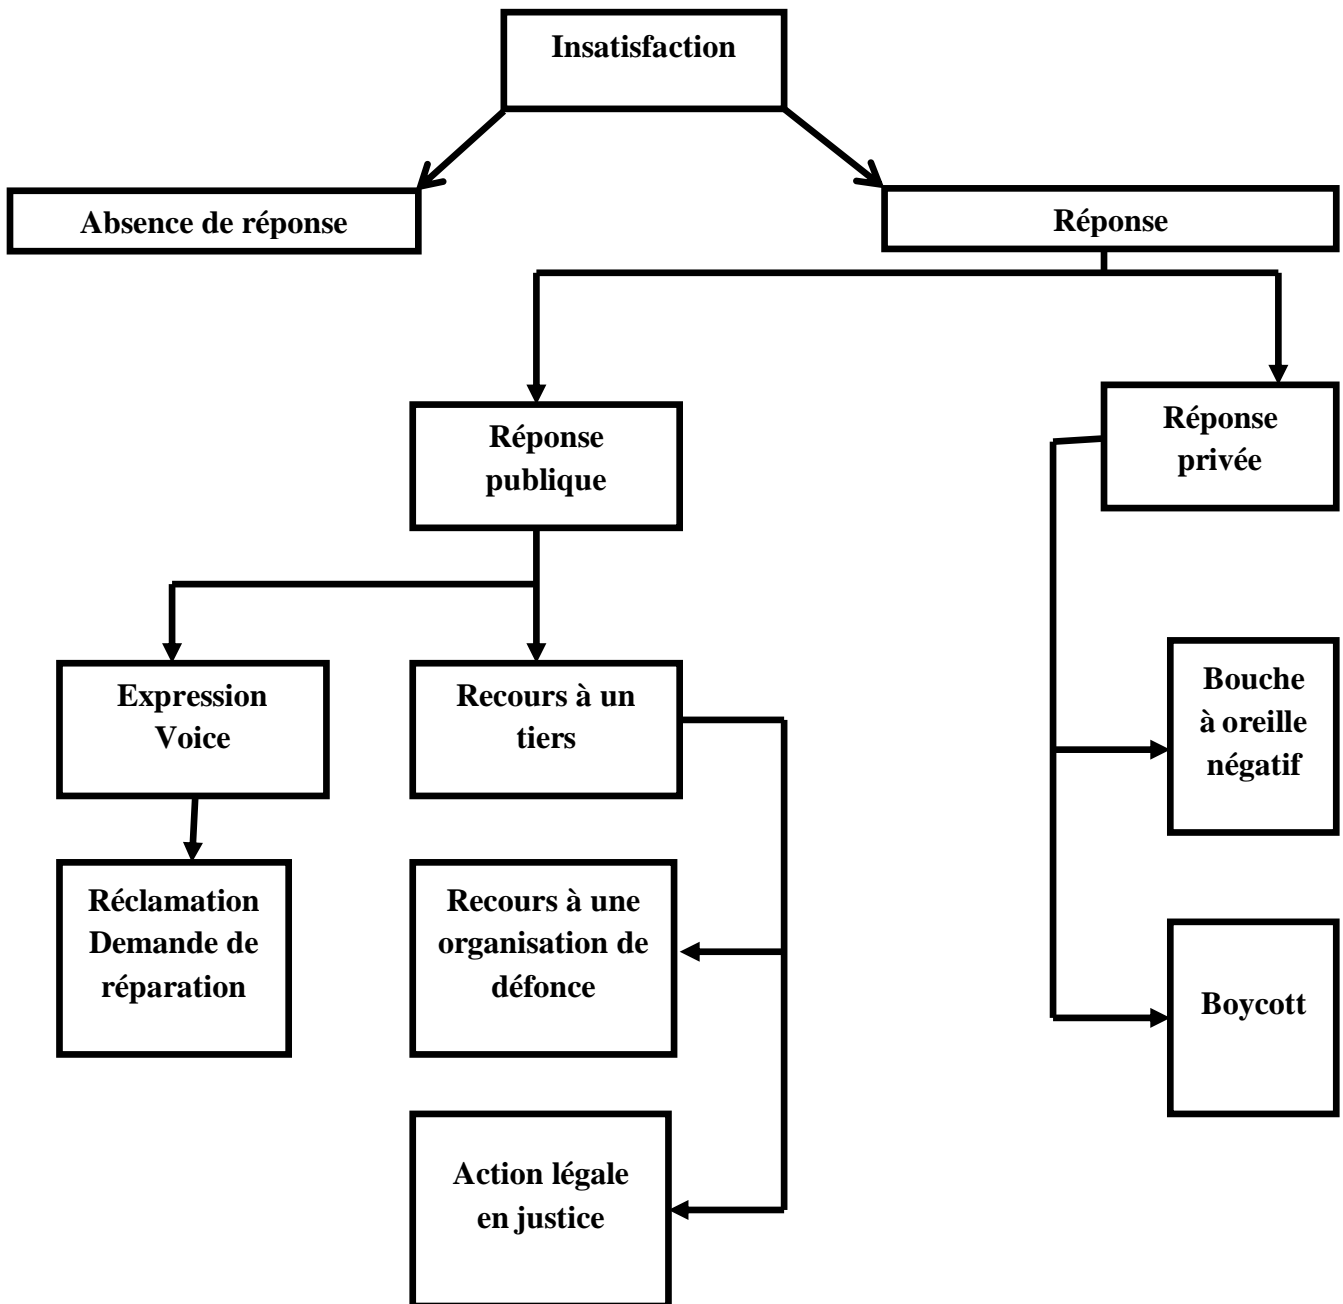 Insatisfaction
Absence de réponse
Réponse
Réponse
publique
Réponse
privée
Expression
Voice
Recours à un
tiers
Bouche
à oreille
négatif
Réclamation
Demande de
réparation
Recours à une
organisation de
défonce
Boycott
Action légale
en justice